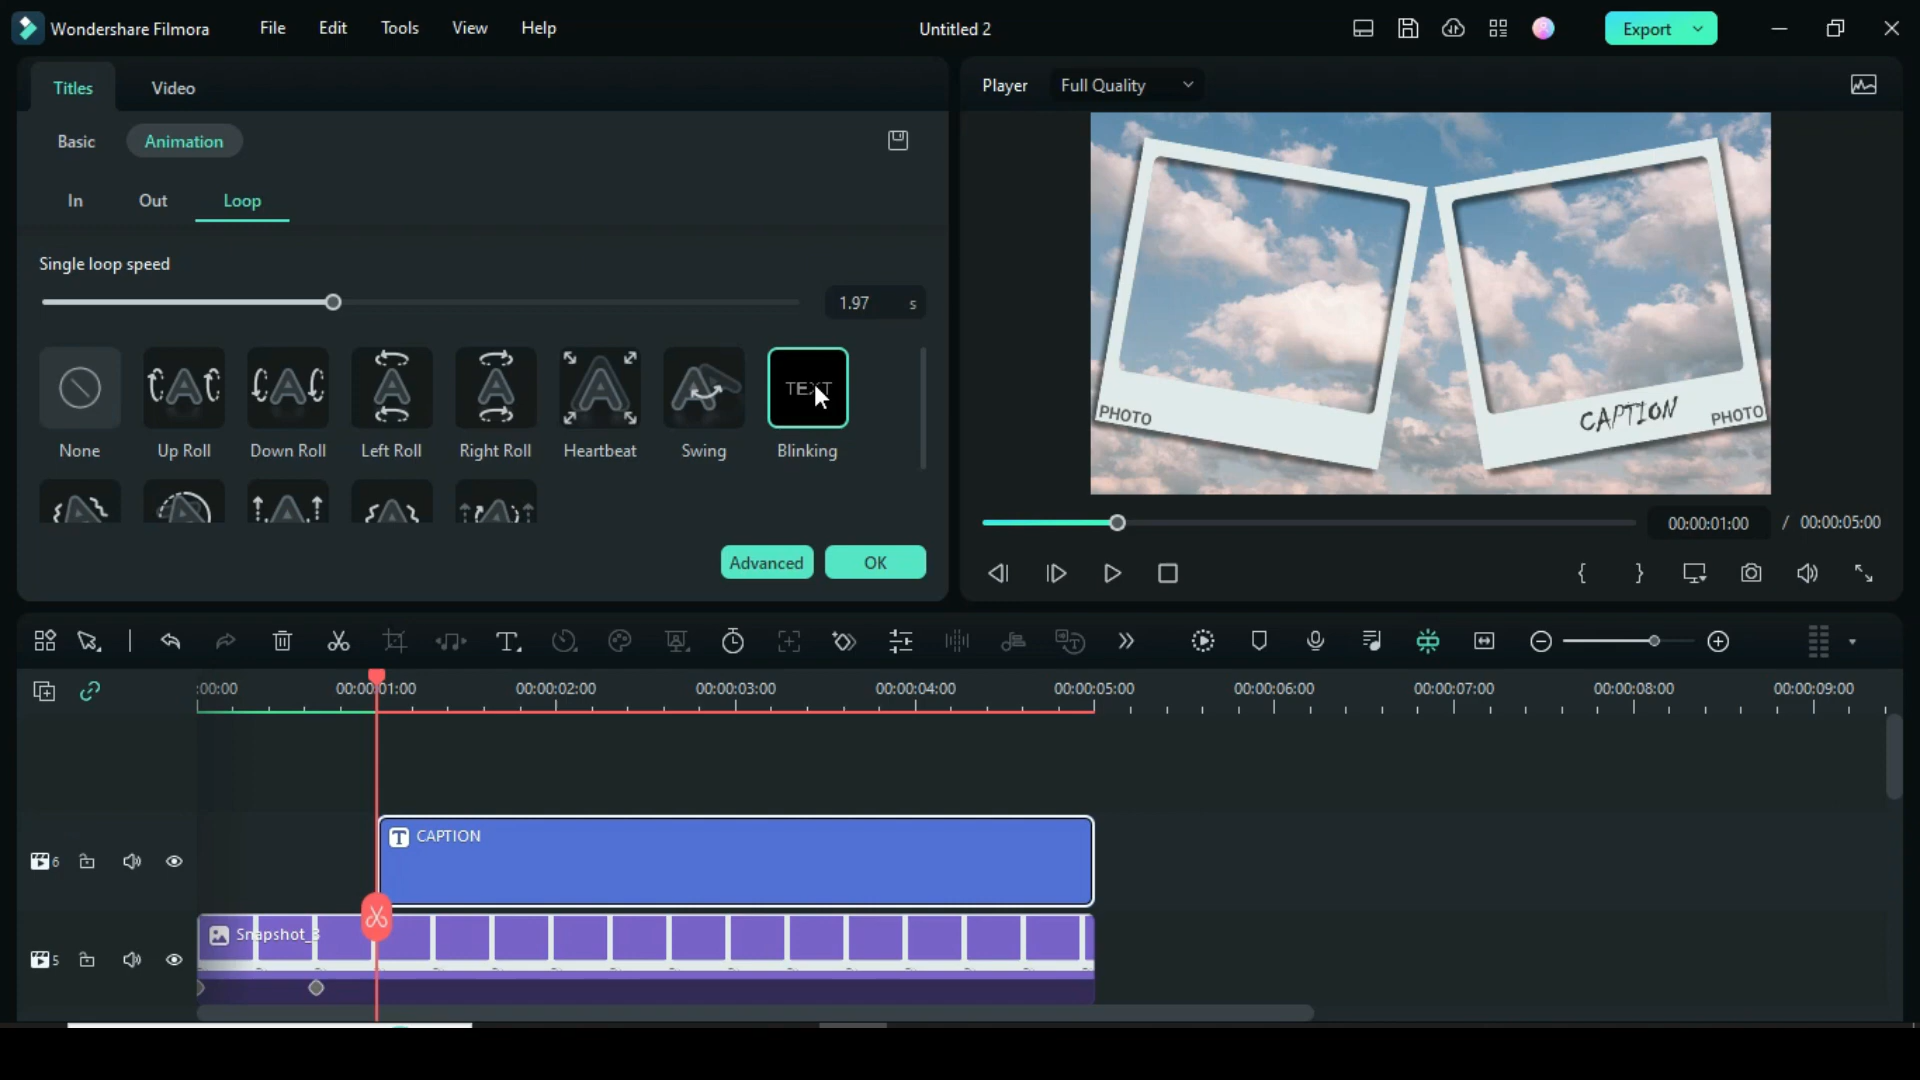 Wondershare Filmora File Edit Tools View Help Untitled 2 Export
Titles Video
Player Full Quality
Basic Animation
In Out Loop
Single loop speed
1.97 s
TEXT
None Up Roll Down Roll Left Roll Right Roll Heartbeat Swing Blinking
PHOTO
CAPTION PHOTO
00:00:01:00 / 00:00:05:00
Advanced OK
:00:00 00:00:01:00 00:00:02:00 00:00:03:00 00:00:04:00 00:00:05:00 00:00:06:00 00:00:07:00 00:00:08:00 00:00:09:00
6 CAPTION
5 Snapshot_3